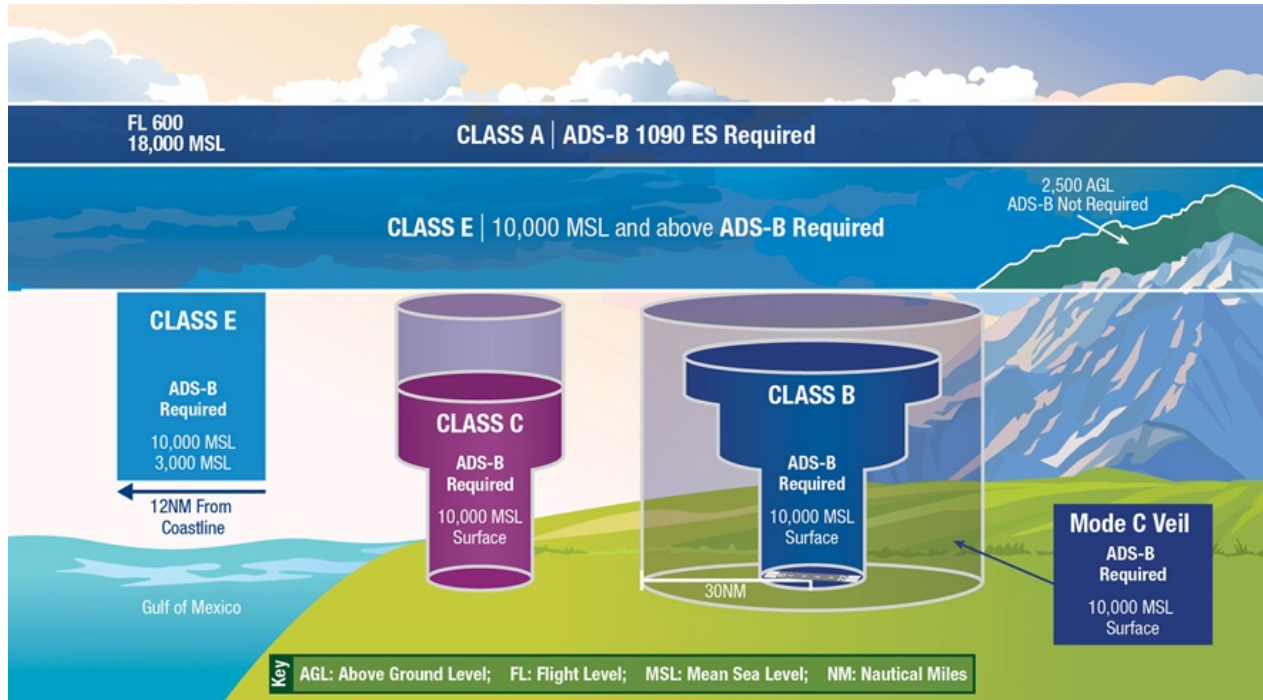 FL 600
18,000 MSL
CLASS A | ADS-B 1090 ES Required
2,500 AGL
ADS-B Not Required
CLASS E | 10,000 MSL and above ADS-B Required
CLASS E
ADS-B
Required
10,000 MSL
3,000 MSL
12NM From
Coastline
Gulf of Mexico
CLASS C
ADS-B
Required
10,000 MSL
Surface
CLASS B
ADS-B
Required
10,000 MSL
Surface
30NM
Mode C Veil
ADS-B
Required
10,000 MSL
Surface
Key
AGL: Above Ground Level; FL: Flight Level; MSL: Mean Sea Level; NM: Nautical Miles